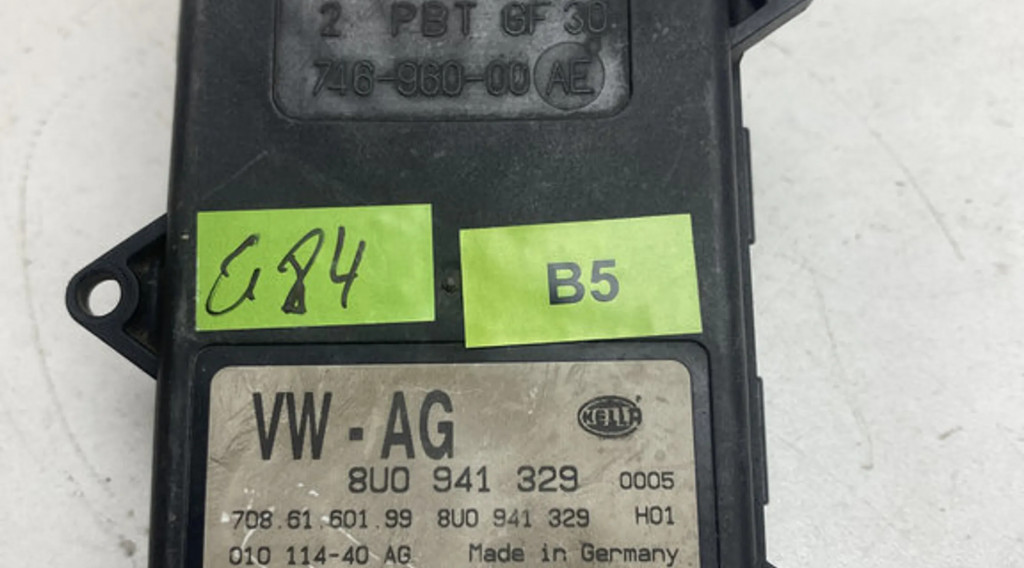 2 PBT GF 30
746-960-00 AE
G84
B5
VW - AG
HELLA
8U0 941 329 0005
708.61.601.99 8U0 941 329 H01
010 114-40 AG Made in Germany